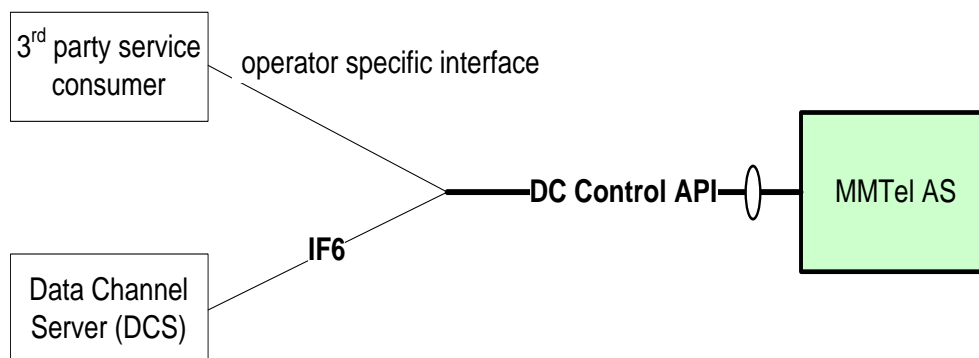 3rd party service
consumer
operator specific interface
DC Control API
MMTel AS
IF6
Data Channel
Server (DCS)